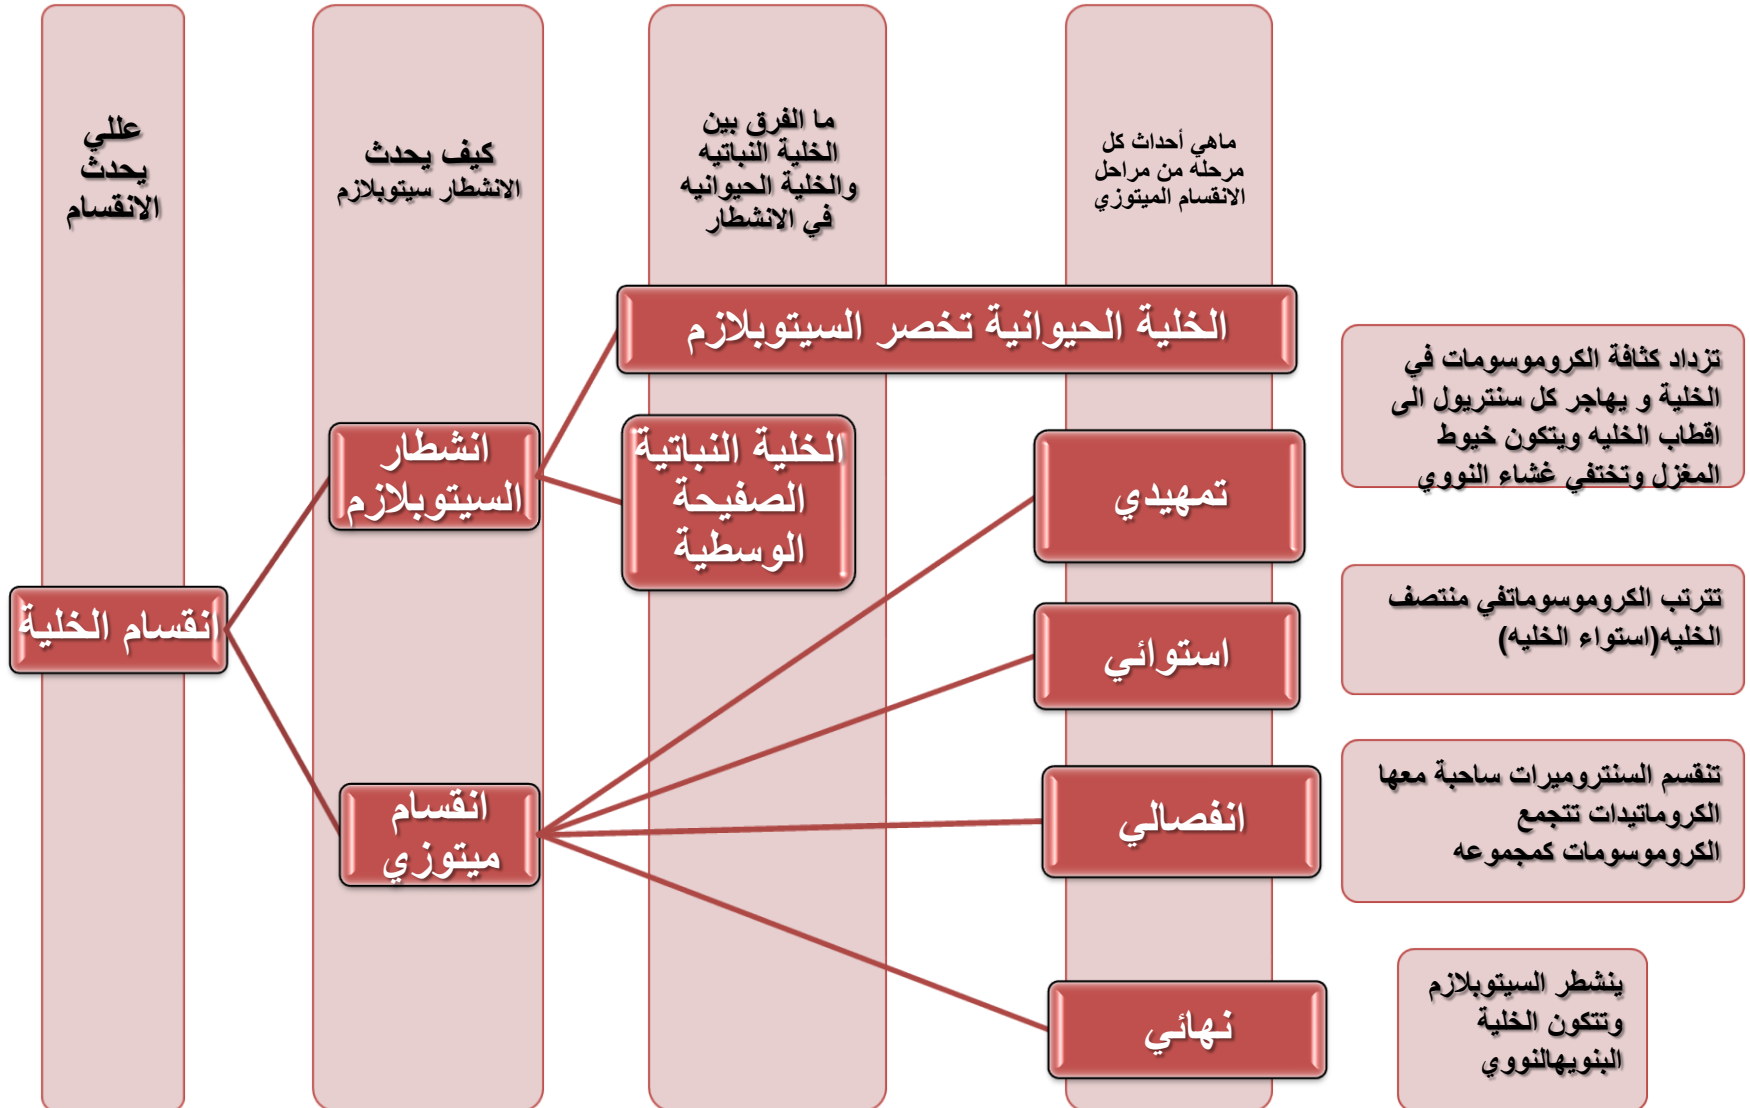 عللي
يحدث
الانقسام
كيف يحدث
الانشطار سيتوبلازم
ما الفرق بين
الخلية النباتيه
والخلية الحيوانيه
في الانشطار
ماهي أحداث كل
مرحله من مراحل
الانقسام الميتوزي
انقسام الخلية
انشطار
السيتوبلازم
الخلية الحيوانية تخصر السيتوبلازم
الخلية النباتية
الصفيحة
الوسطية
انقسام
ميتوزي
تمهيدي
تزداد كثافة الكروموسومات في
الخلية و يهاجر كل سنتريول الى
اقطاب الخليه ويتكون خيوط
المغزل وتختفي غشاء النووي
استوائي
تترتب الكروموسوماتفي منتصف
الخليه(استواء الخليه)
انفصالي
تنقسم السنتروميرات ساحبة معها
الكروماتيدات تتجمع
الكروموسومات كمجموعه
نهائي
ينشطر السيتوبلازم
وتتكون الخلية
البنويهالنووي